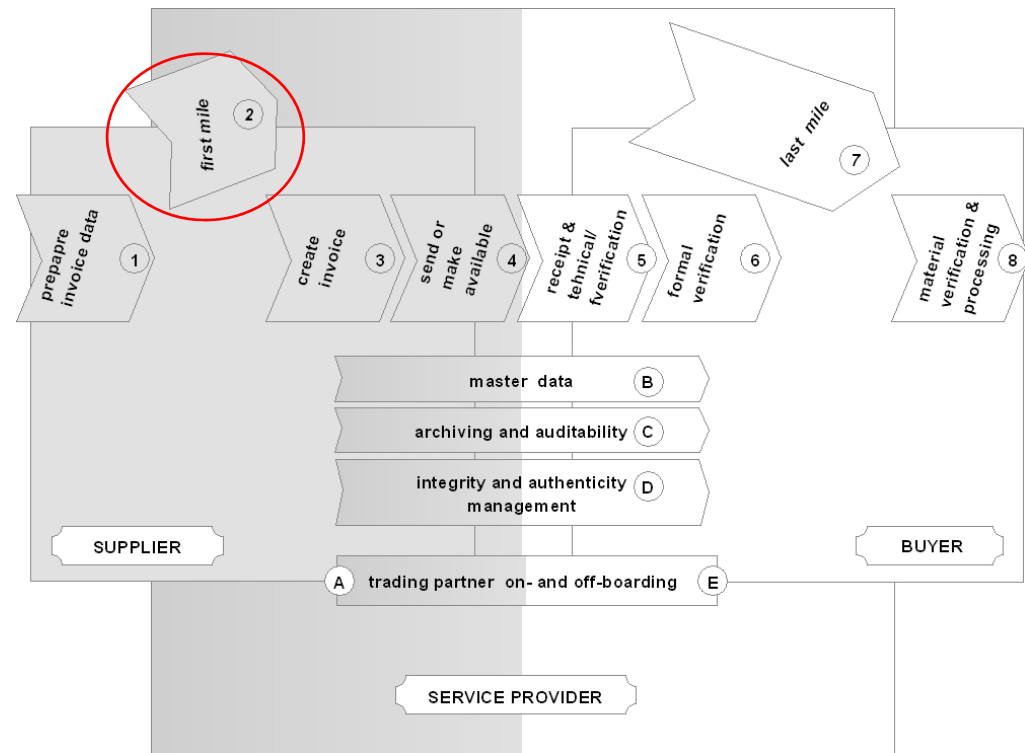 first mile
2
last mile
7
prepapre
invoice data
1
create
invoice
3
send or
make
available
4
receipt &
tehnical/
fverification
5
formal
verification
6
material
verification &
processing
8
master data
B
archiving and auditability
C
integrity and authenticity
management
D
SUPPLIER
BUYER
A
trading partner on- and off-boarding
E
SERVICE PROVIDER